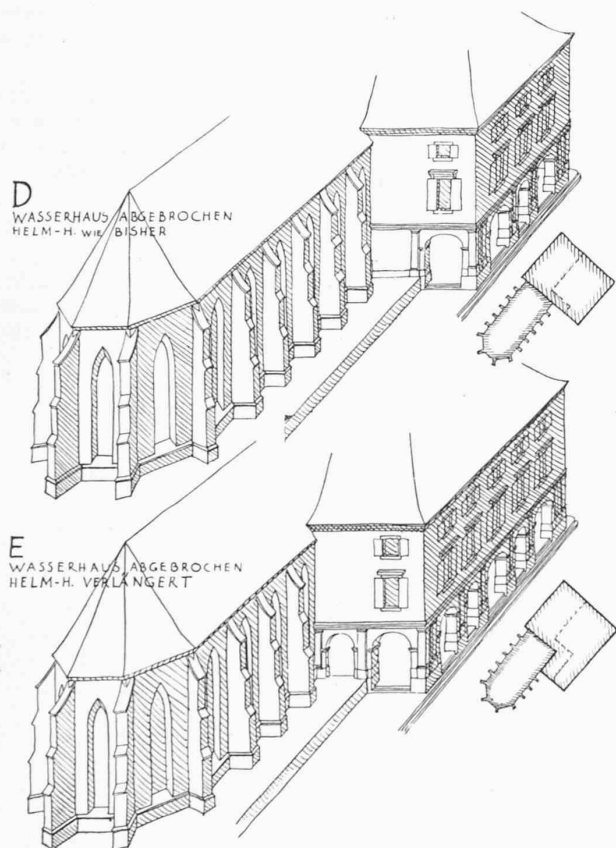 D
WASSERHAUS ABGEBROCHEN
HELM-H. WIE BISHER
E
WASSERHAUS ABGEBROCHEN
HELM-H. VERLÄNGERT